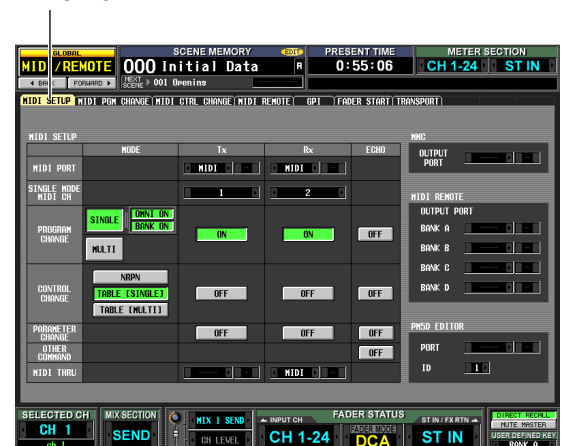 GLOBAL
MIDI/REMOTE
BACK
FORWARD
SCENE MEMORY
EDIT
000 Initial Data
R
NEXT SCENE
001 Opening
PRESENT TIME
0:55:06
METER SECTION
CH 1-24
ST IN
MIDI SETUP
MIDI PGM CHANGE
MIDI CTRL CHANGE
MIDI REMOTE
GPI
FADER START
TRANSPORT
MIDI SETUP
MODE
Tx
Rx
ECHO
MIDI PORT
MIDI
-
MIDI
-
SINGLE MODE MIDI CH
1
2
PROGRAM CHANGE
SINGLE
OMNI ON
BANK ON
MULTI
ON
ON
OFF
CONTROL CHANGE
NRPN
TABLE [SINGLE]
TABLE [MULTI]
OFF
OFF
OFF
PARAMETER CHANGE
OFF
OFF
OFF
OTHER COMMAND
OFF
MIDI THRU
----
-
MIDI
-
MMC
OUTPUT PORT
----
-
MIDI REMOTE
OUTPUT PORT
BANK A
----
-
BANK B
----
-
BANK C
----
-
BANK D
----
-
PM5D EDITOR
PORT
----
-
ID
1
SELECTED CH
CH 1
ch 1
MIX SECTION
SEND
MIX 1 SEND
CH LEVEL
INPUT CH
FADER STATUS
ST IN / FX RTN
CH 1-24
FADER MODE
DCA
ST IN
DIRECT RECALL
MUTE MASTER
USER DEFINED KEY
BANK A